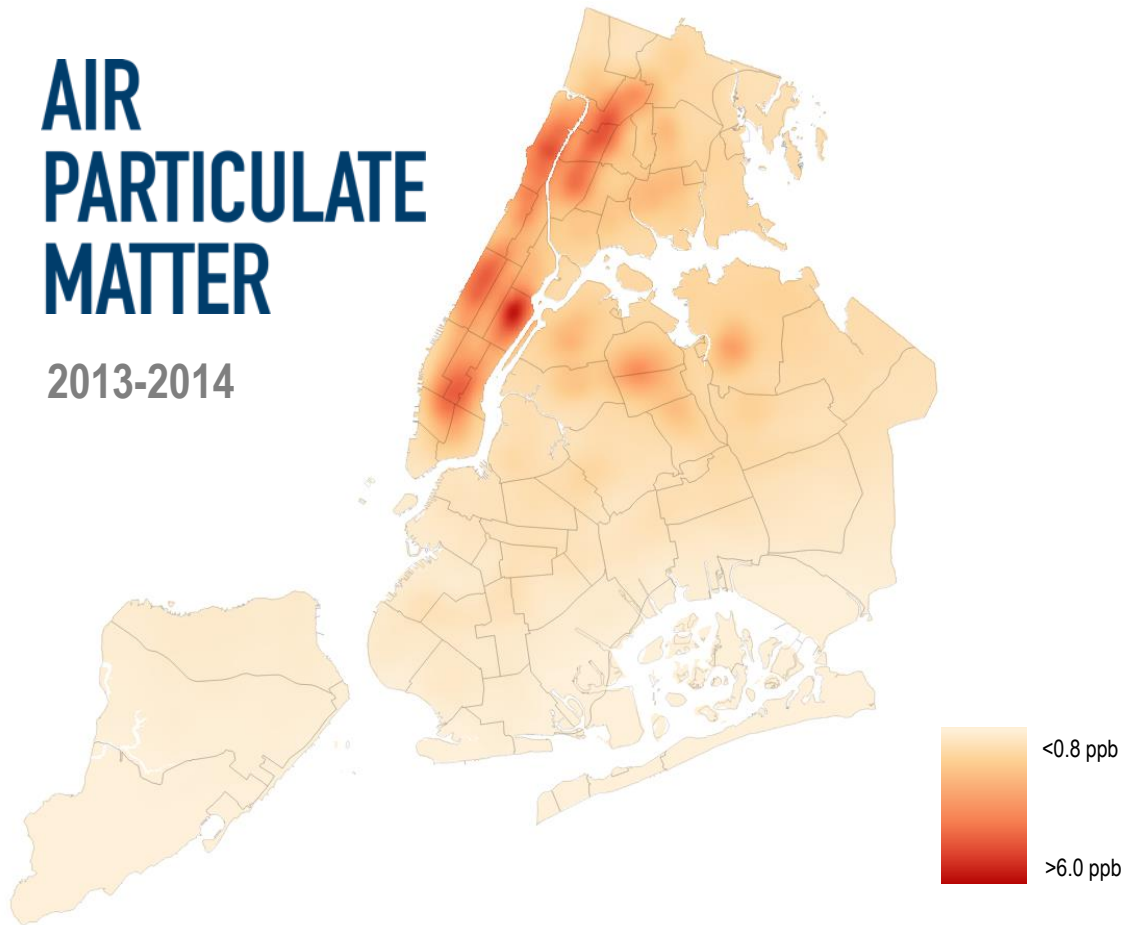 AIR
PARTICULATE
MATTER
2013-2014
<0.8 ppb
>6.0 ppb